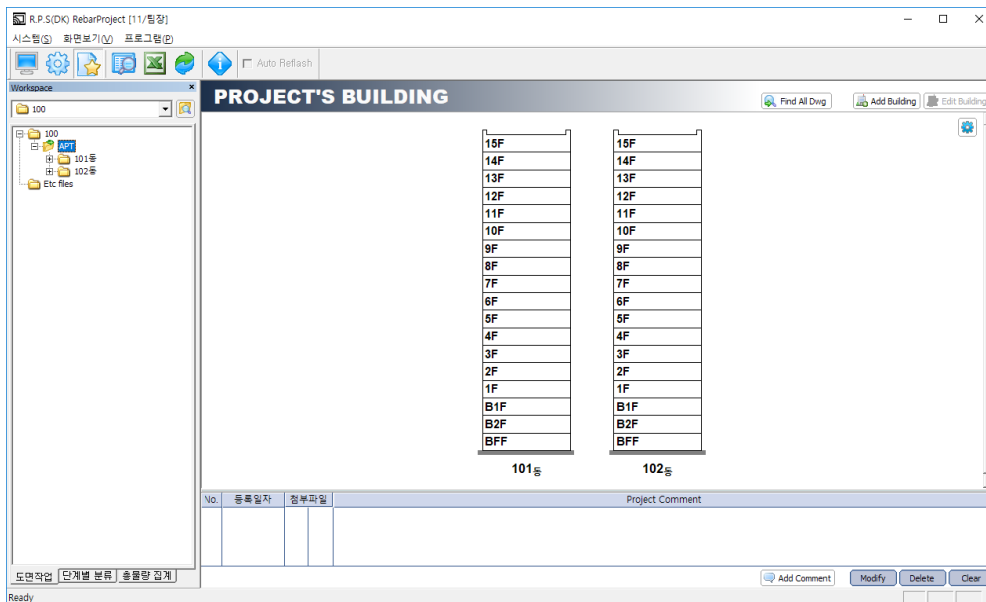 R.P.S(DK) RebarProject [11/팀장]
시스템(S) 화면보기(V) 프로그램(P)
Auto Reflash
Workspace
100
PROJECT'S BUILDING
Find All Dwg Add Building Edit Building
100
APT
101동
102동
Etc files
15F 15F
14F 14F
13F 13F
12F 12F
11F 11F
10F 10F
9F 9F
8F 8F
7F 7F
6F 6F
5F 5F
4F 4F
3F 3F
2F 2F
1F 1F
B1F B1F
B2F B2F
BFF BFF
101동 102동
No. 등록일자 첨부파일 Project Comment
도면작업 단계별 분류 총물량 집계
Add Comment Modify Delete Clear
Ready